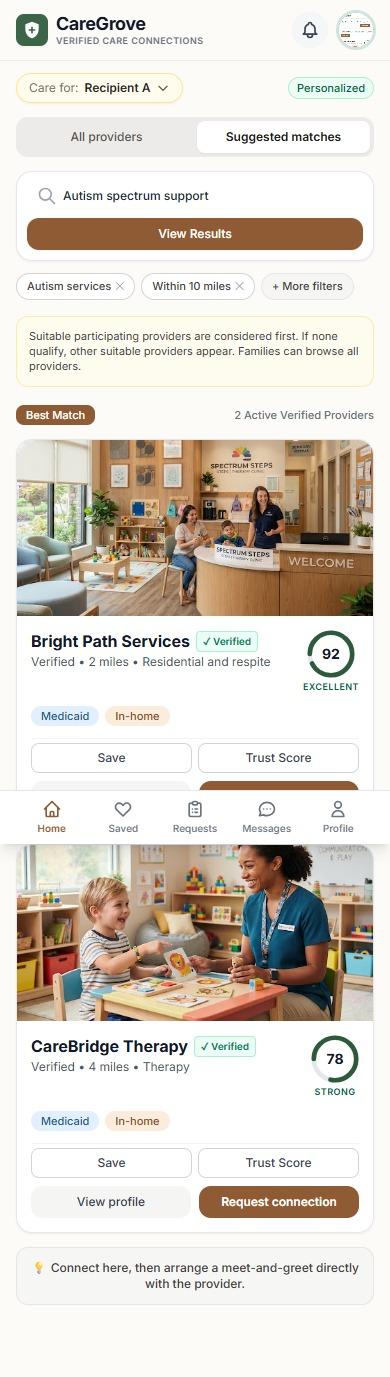 CareGrove
VERIFIED CARE CONNECTIONS
Care for: Recipient A
Personalized
All providers
Suggested matches
Autism spectrum support
View Results
Autism services
Within 10 miles
+ More filters
Suitable participating providers are considered first. If none
qualify, other suitable providers appear. Families can browse all
providers.
Best Match
2 Active Verified Providers
SPECTRUM STEPS
SPECTRUM STEPS
WELCOME
Bright Path Services ✓ Verified
Verified • 2 miles • Residential and respite
92
EXCELLENT
Medicaid
In-home
Save
Trust Score
Home
Saved
Requests
Messages
Profile
COMMUNICATION
& PLAY
CareBridge Therapy ✓ Verified
Verified • 4 miles • Therapy
78
STRONG
Medicaid
In-home
Save
Trust Score
View profile
Request connection
💡 Connect here, then arrange a meet-and-greet directly
with the provider.